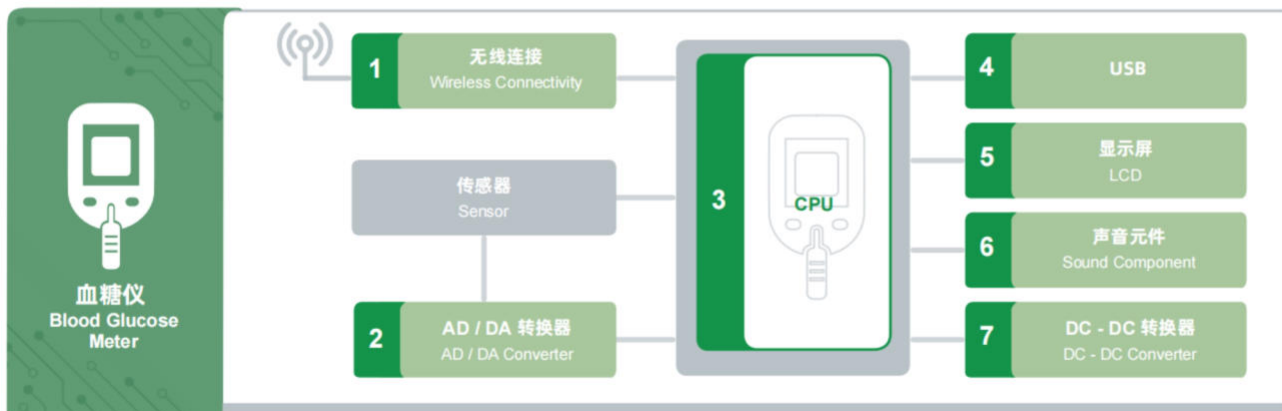 血糖仪
Blood Glucose
Meter
1
无线连接
Wireless Connectivity
传感器
Sensor
2
AD / DA 转换器
AD / DA Converter
3
CPU
4
USB
5
显示屏
LCD
6
声音元件
Sound Component
7
DC - DC 转换器
DC - DC Converter